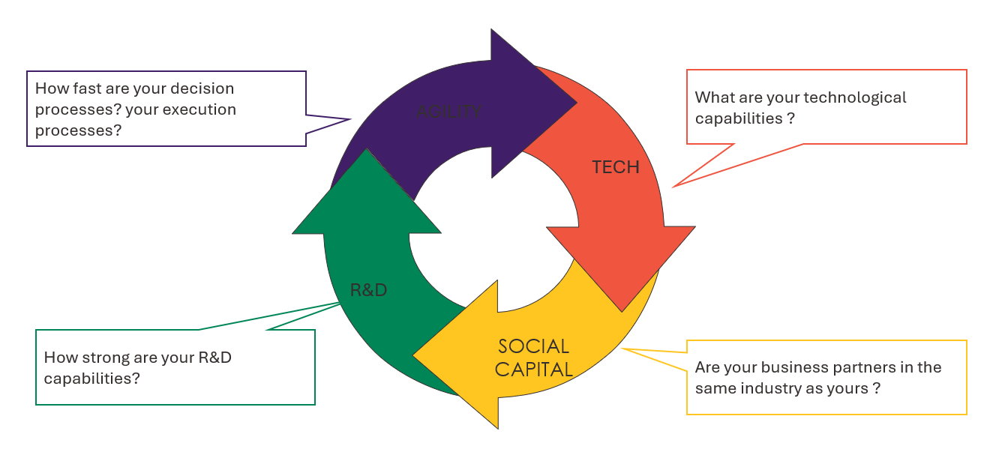 How fast are your decision
processes? your execution
processes?
AGILITY
What are your technological
capabilities ?
TECH
R&D
How strong are your R&D
capabilities?
SOCIAL
CAPITAL
Are your business partners in the
same industry as yours ?